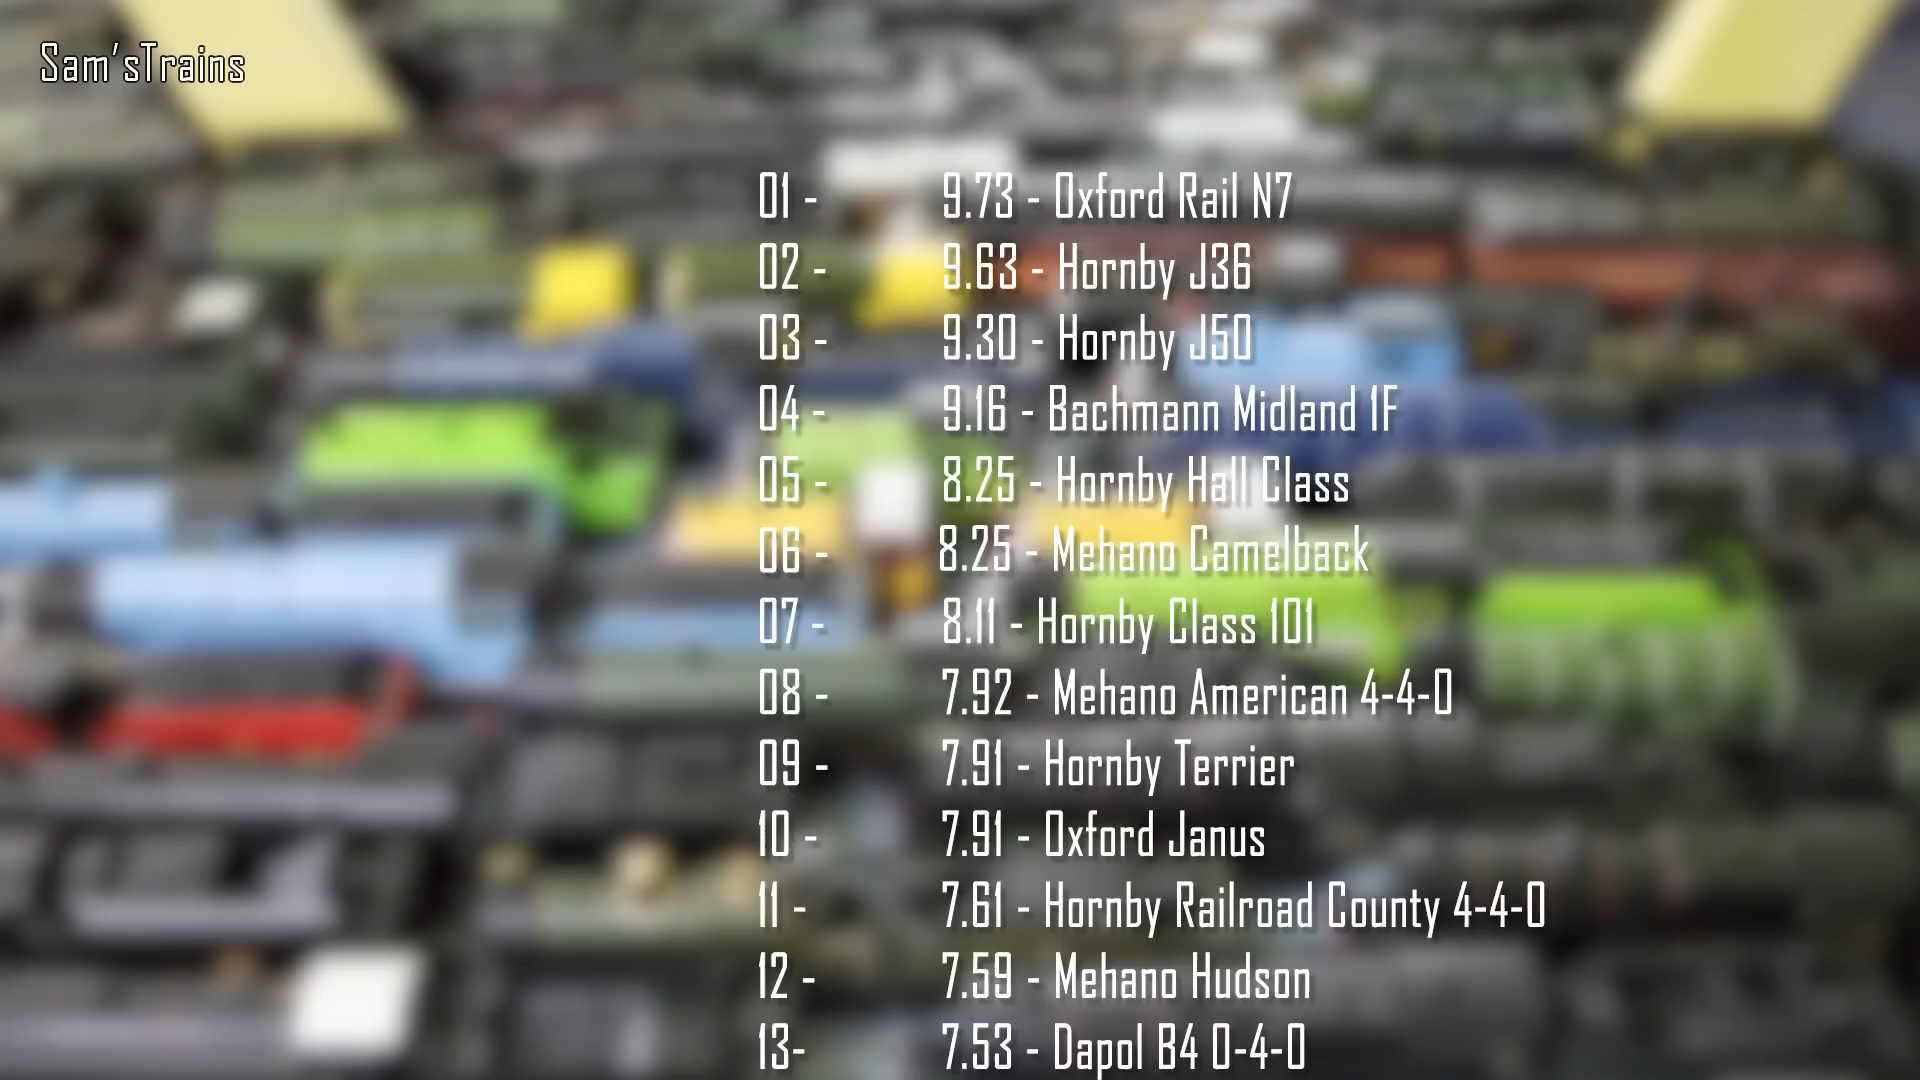 Sam'sTrains
01 - 9.73 - Oxford Rail N7
02 - 9.63 - Hornby J36
03 - 9.30 - Hornby J50
04 - 9.16 - Bachmann Midland 1F
05 - 8.25 - Hornby Hall Class
06 - 8.25 - Mehano Camelback
07 - 8.11 - Hornby Class 101
08 - 7.92 - Mehano American 4-4-0
09 - 7.91 - Hornby Terrier
10 - 7.91 - Oxford Janus
11 - 7.61 - Hornby Railroad County 4-4-0
12 - 7.59 - Mehano Hudson
13- 7.53 - Dapol B4 0-4-0